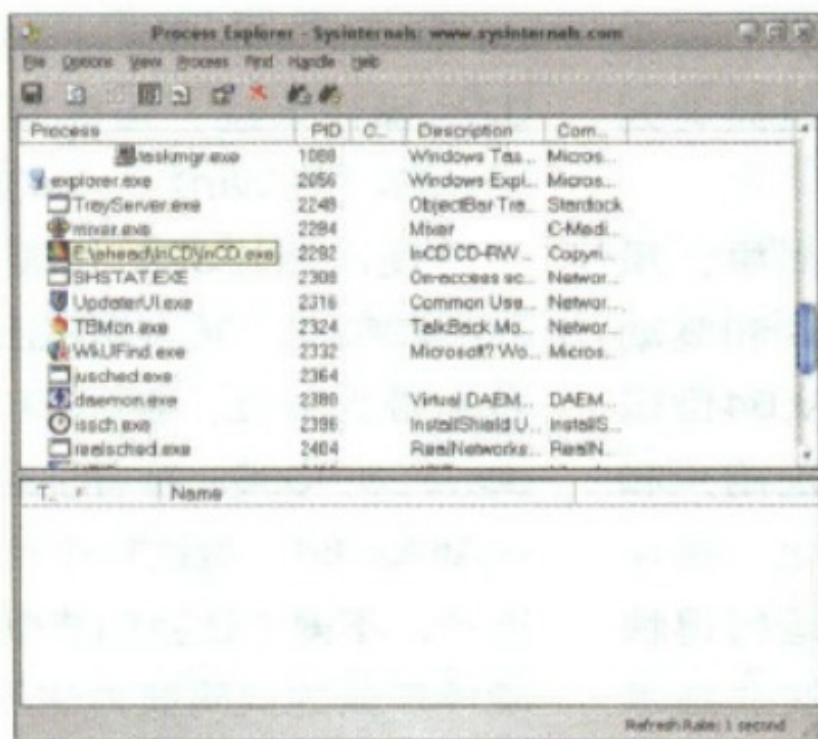 Process Explorer - Sysinternals: www.sysinternals.com
File Options View Process Find Handle Help
Process PID C... Description Com...
taskmgr.exe 1088 Windows Tas... Micros...
explorer.exe 2056 Windows Expl... Micros...
TrayServer.exe 2248 ObjectBar Tra... Stardock
mixer.exe 2284 Mixer C-Medi...
E:\ahead\InCD\InCD.exe 2292 InCD CD-RW... Copyri...
SHSTAT.EXE 2308 On-access sc... Networ...
UpdaterUI.exe 2316 Common Use... Networ...
TBMon.exe 2324 TalkBack Mo... Networ...
WkUFind.exe 2332 Microsoft? Wo... Micros...
jusched.exe 2364
daemon.exe 2380 Virtual DAEM... DAEM...
issch.exe 2396 InstallShield U... InstallS...
realsched.exe 2404 RealNetworks... RealN...
T... Name
Refresh Rate: 1 second